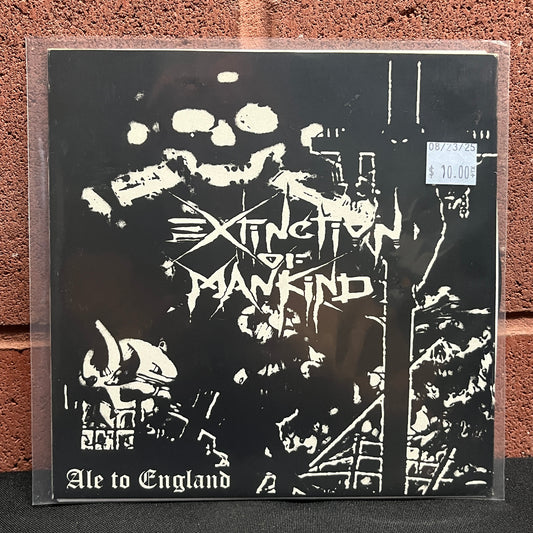 08/23/25
$ 10.00
EXTINCTION
OF
MANKIND
Ale to England